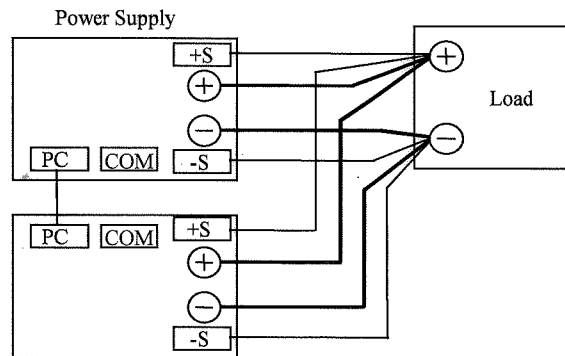 Power Supply
+S
+
+
Load
−
−
PC COM
-S
+S
PC COM
+
−
-S